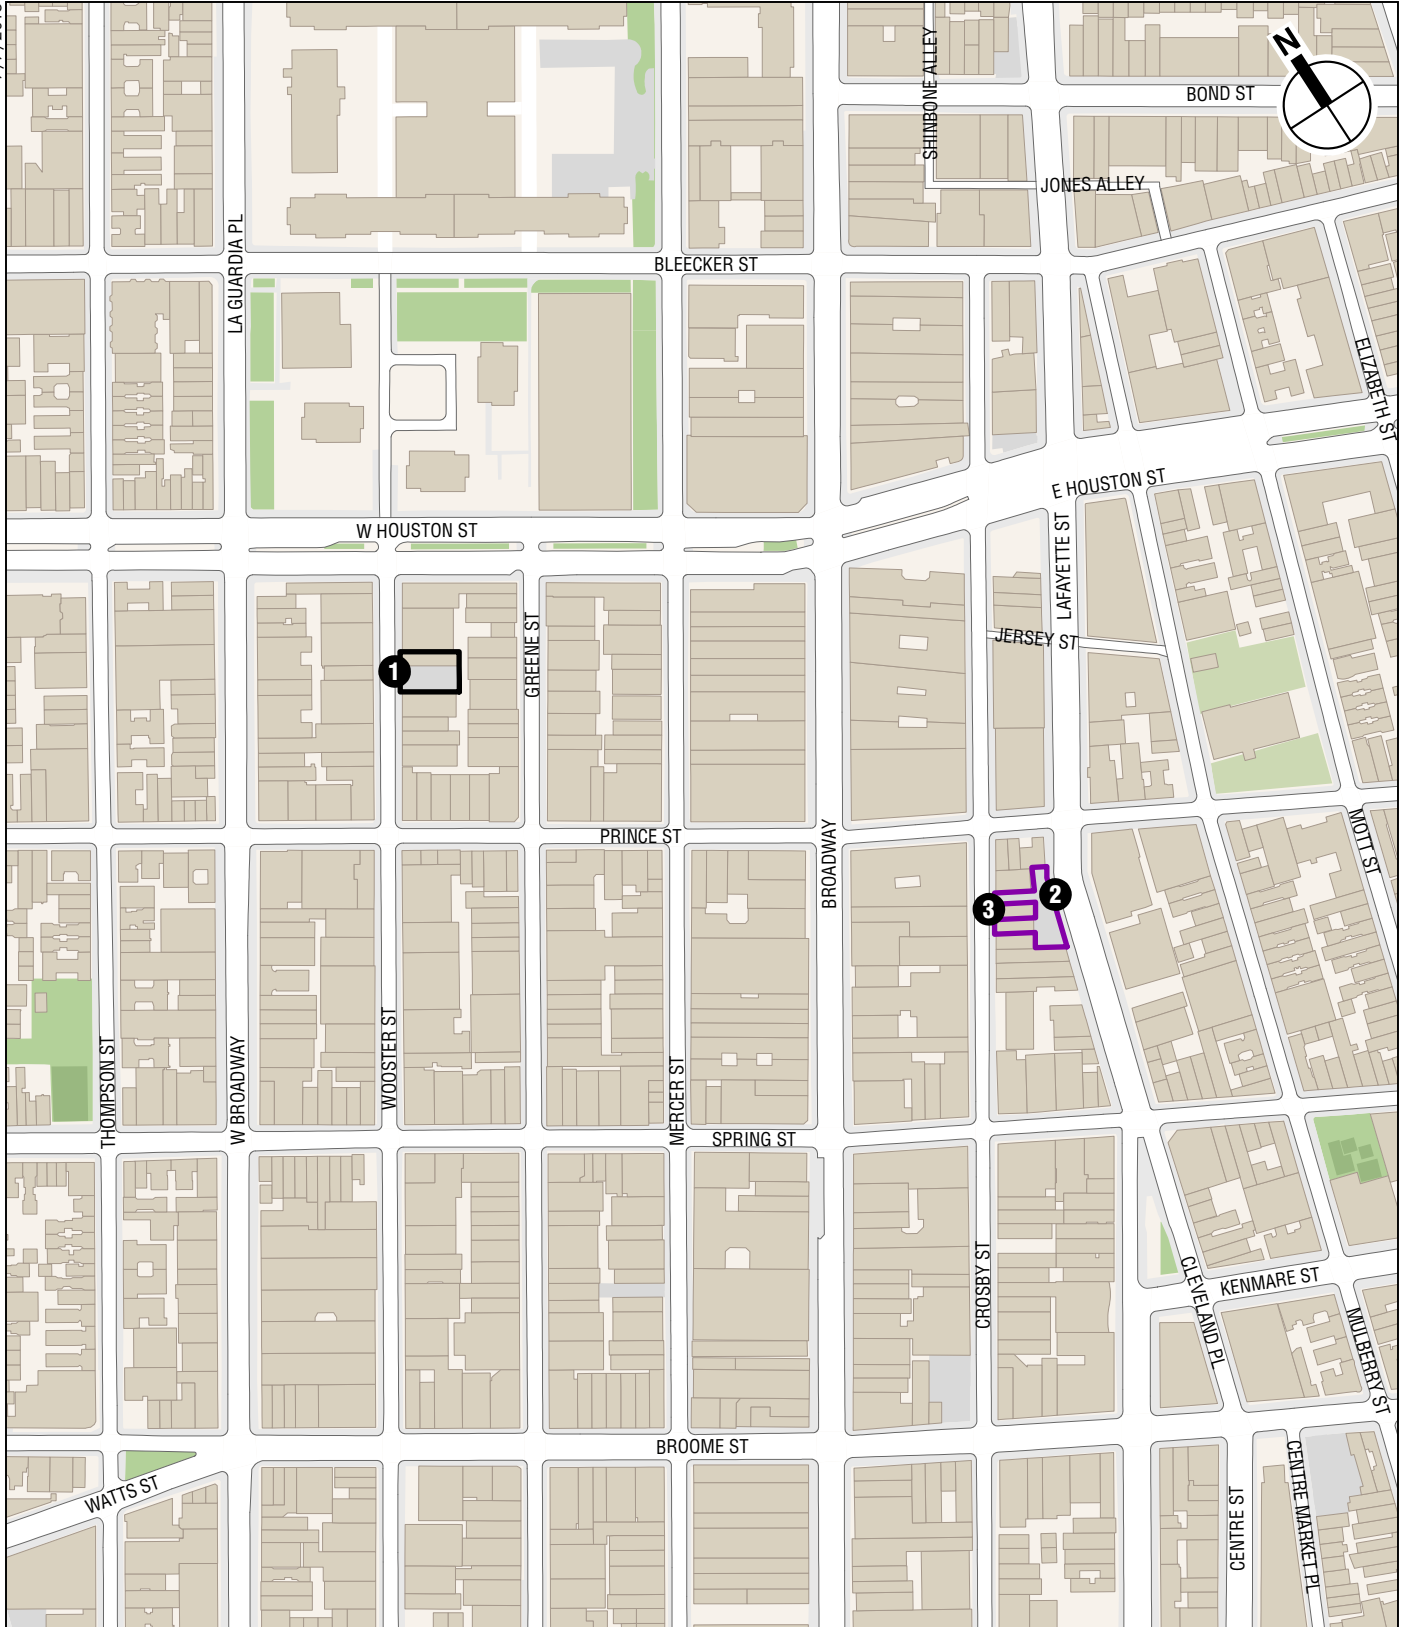 N
SHINBONE ALLEY
BOND ST
JONES ALLEY
LA GUARDIA PL
BLEECKER ST
ELIZABETH ST
E HOUSTON ST
W HOUSTON ST
LAFAYETTE ST
JERSEY ST
GREENE ST
1
PRINCE ST
BROADWAY
MOTT ST
2
3
THOMPSON ST
W BROADWAY
WOOSTER ST
MERCER ST
SPRING ST
CROSBY ST
CLEVELAND PL
KENMARE ST
MULBERRY ST
BROOME ST
WATTS ST
CENTRE ST
CENTRE MARKET PL